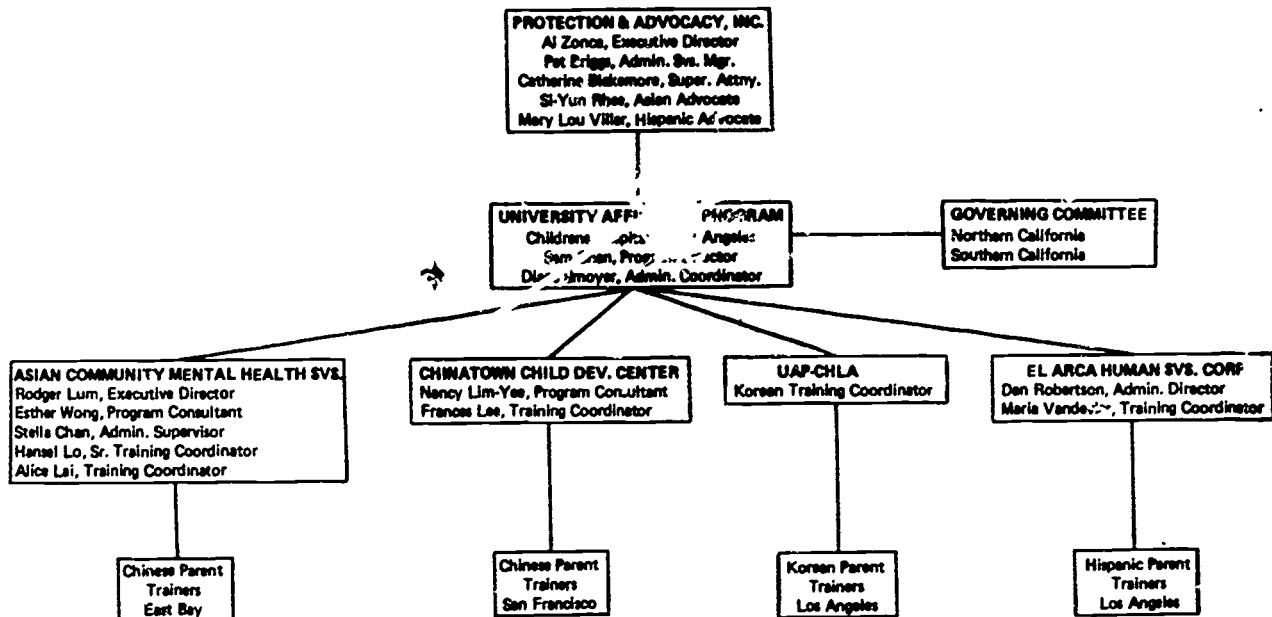 PROTECTION & ADVOCACY, INC.
Al Zonca, Executive Director
Pat Briggs, Admin. Svs. Mgr.
Catherine Blakemore, Super. Attny.
Si-Yun Rhee, Asian Advocate
Mary Lou Villar, Hispanic Advocate
UNIVERSITY PROGRAM
Childrens Angeles
Sam
Admin. Coordinator
GOVERNING COMMITTEE
Northern California
Southern California
ASIAN COMMUNITY MENTAL HEALTH SVS.
Rodger Lum, Executive Director
Esther Wong, Program Consultant
Stella Chan, Admin. Supervisor
Hansel Lo, Sr. Training Coordinator
Alice Lai, Training Coordinator
CHINATOWN CHILD DEV. CENTER
Nancy Lim-Yee, Program Consultant
Frances Lee, Training Coordinator
UAP-CHLA
Korean Training Coordinator
EL ARCA HUMAN SVS. CORP
Dan Robertson, Admin. Director
Maria Training Coordinator
Chinese Parent
Trainers
East Bay
Chinese Parent
Trainers
San Francisco
Korean Parent
Trainers
Los Angeles
Hispanic Parent
Trainers
Los Angeles